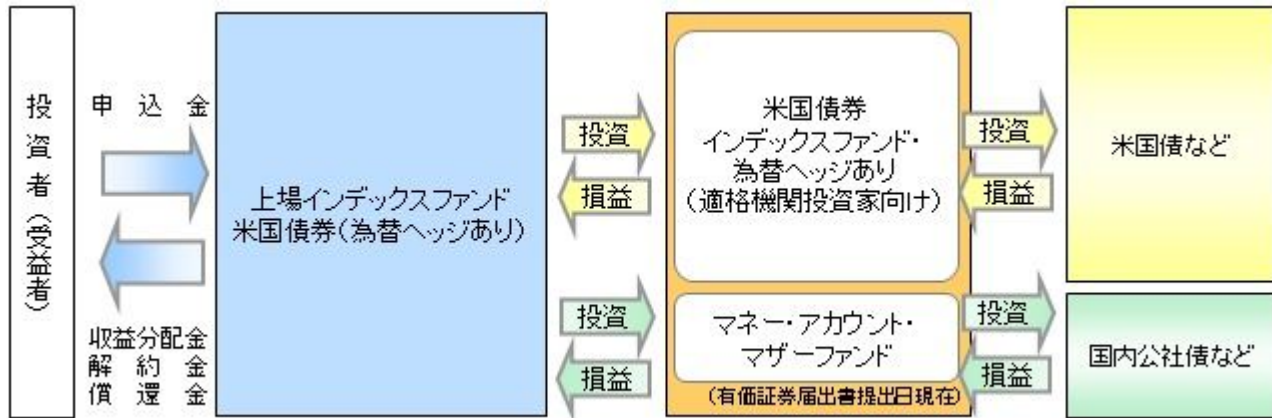 投資者(受益者)
申込金
収益分配金
解約金
償還金
上場インデックスファンド
米国債券(為替ヘッジあり)
投資
損益
投資
損益
米国債券
インデックスファンド・
為替ヘッジあり
(適格機関投資家向け)
マネー・アカウント・
マザーファンド
(有価証券届出書提出日現在)
投資
損益
投資
損益
米国債など
国内公社債など